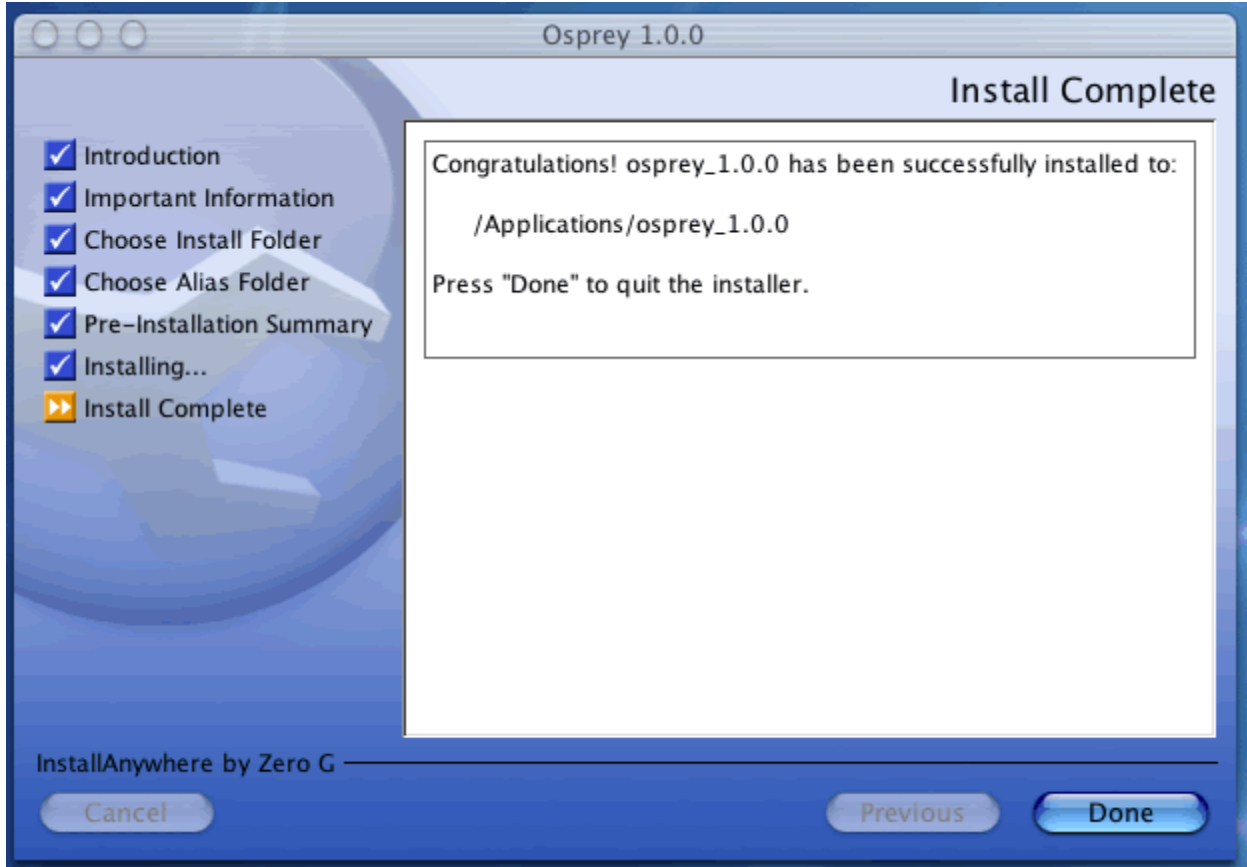 Osprey 1.0.0
Install Complete
Introduction
Important Information
Choose Install Folder
Choose Alias Folder
Pre-Installation Summary
Installing...
Install Complete
Congratulations! osprey_1.0.0 has been successfully installed to:
/Applications/osprey_1.0.0
Press "Done" to quit the installer.
InstallAnywhere by Zero G
Cancel
Previous
Done